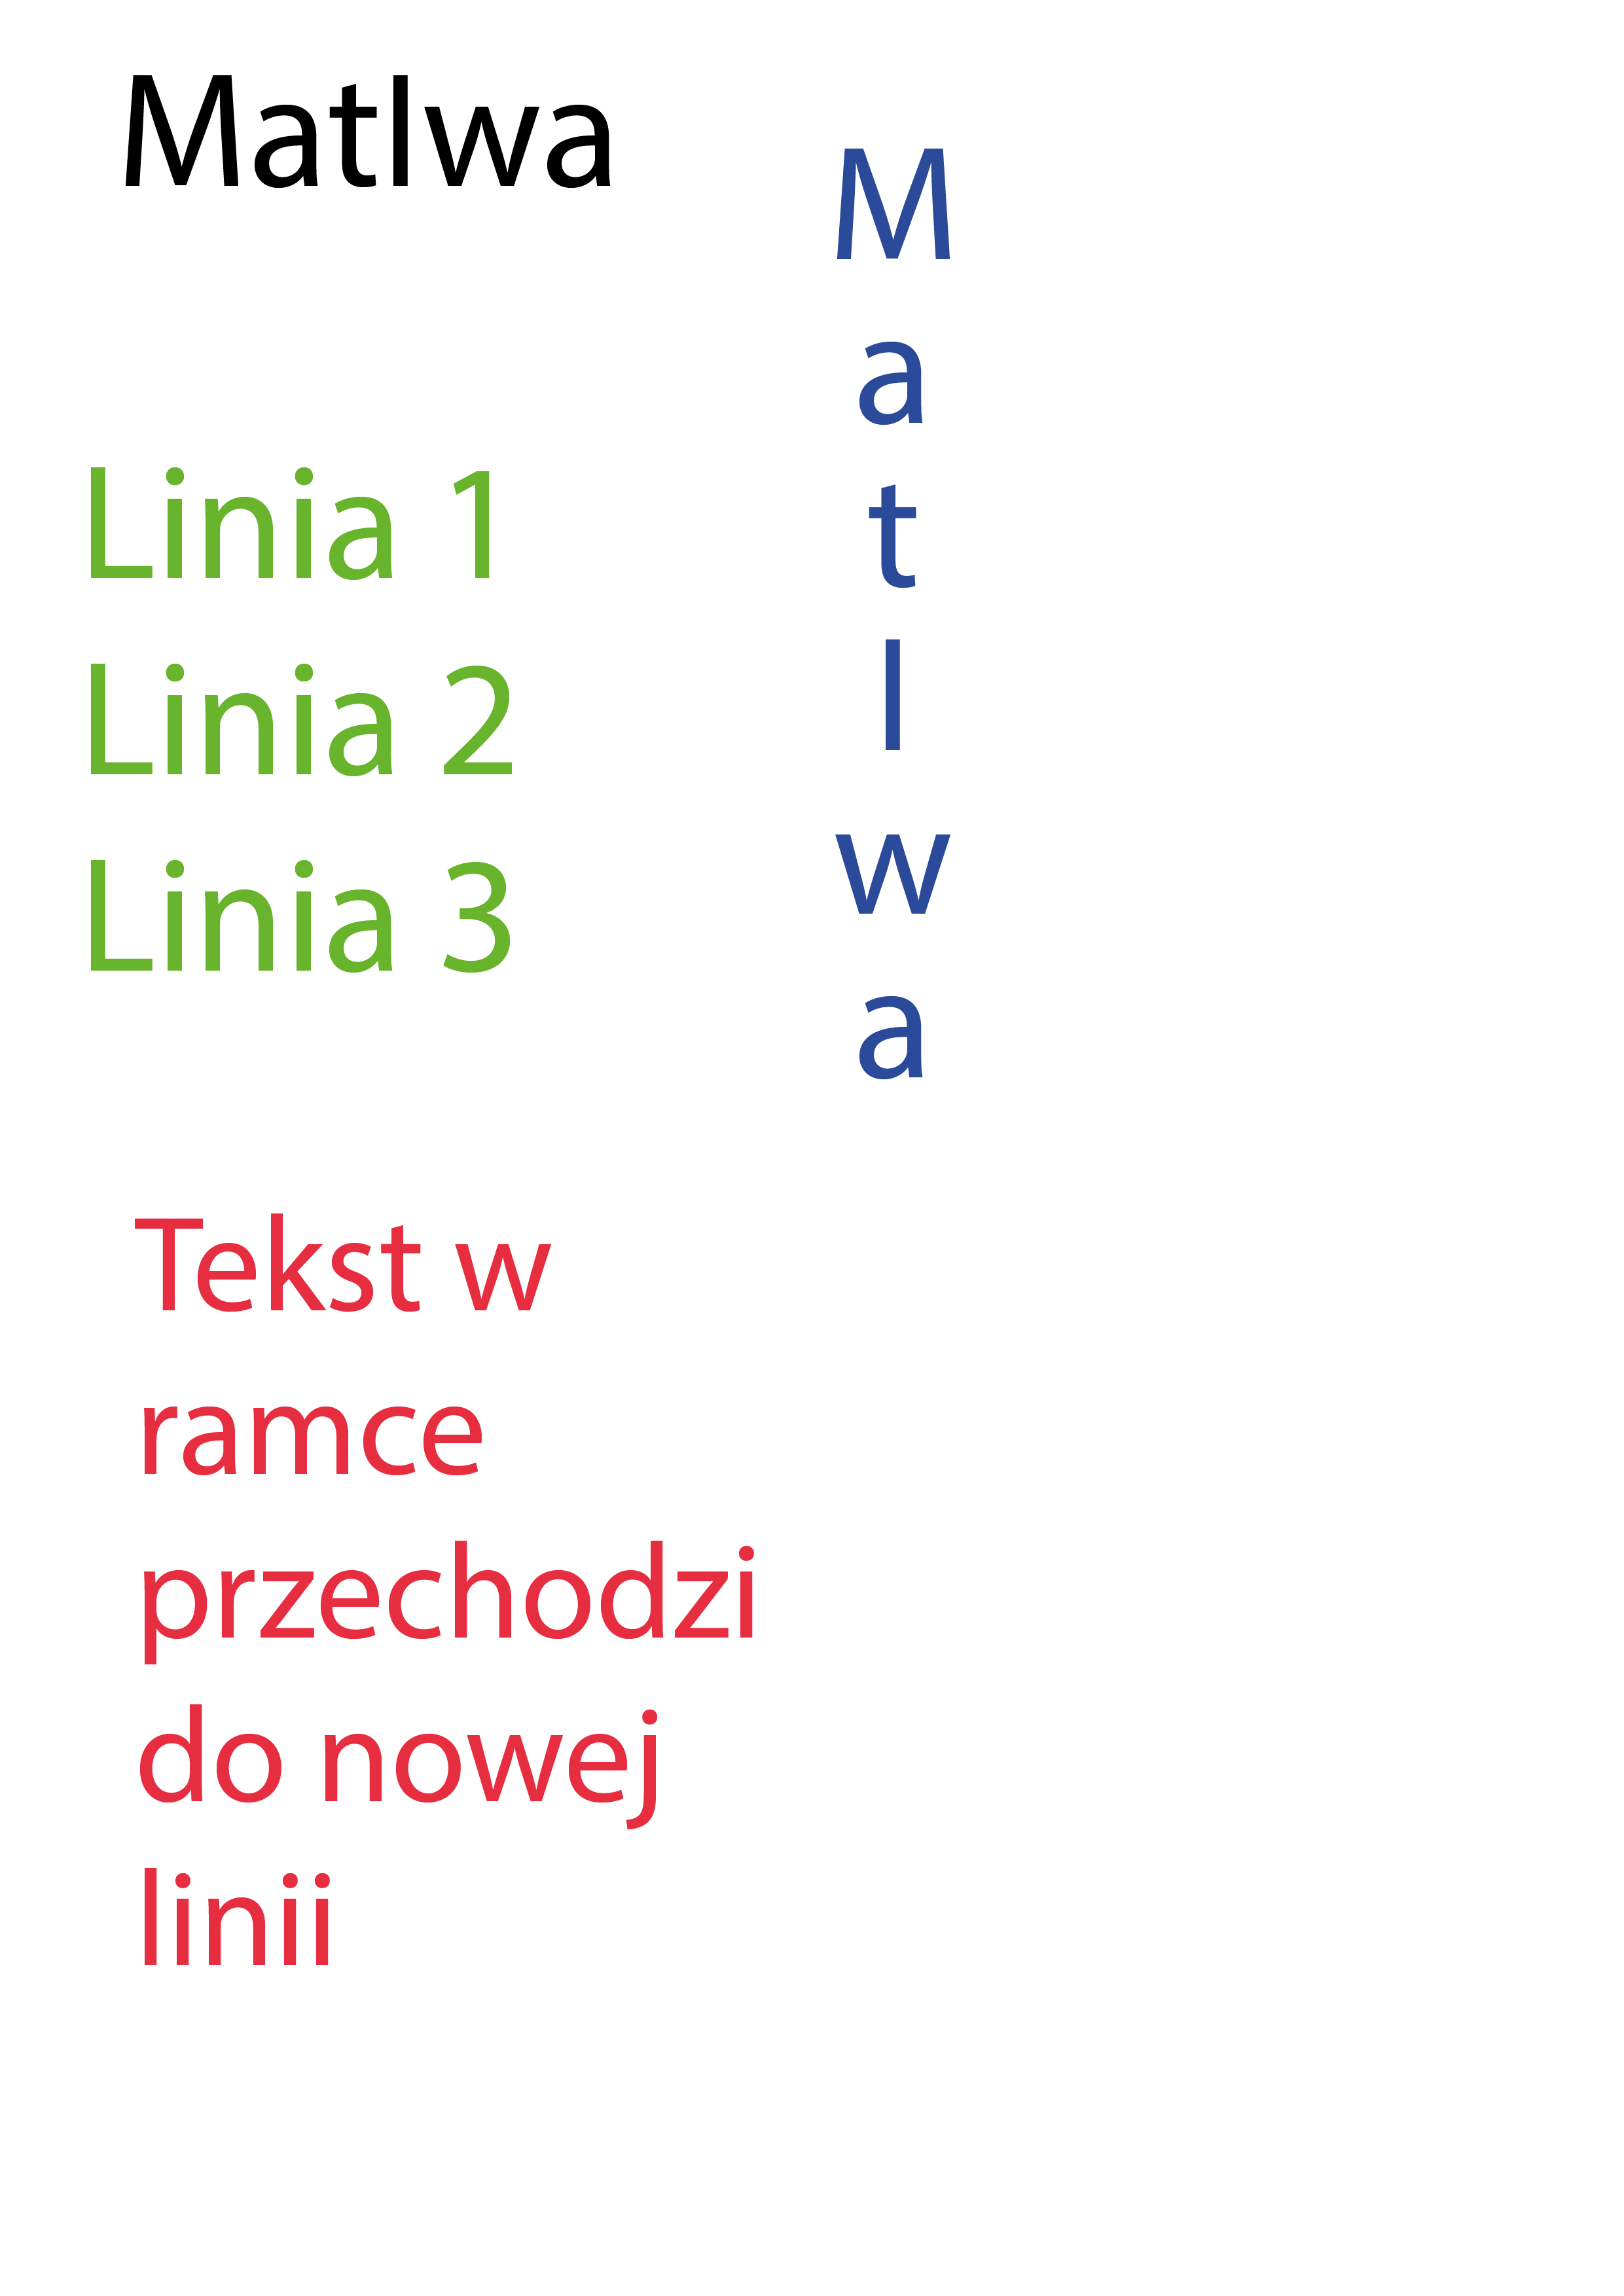 Matlwa
M
a
t
l
w
a
Linia 1
Linia 2
Linia 3
Tekst w
ramce
przechodzi
do nowej
linii